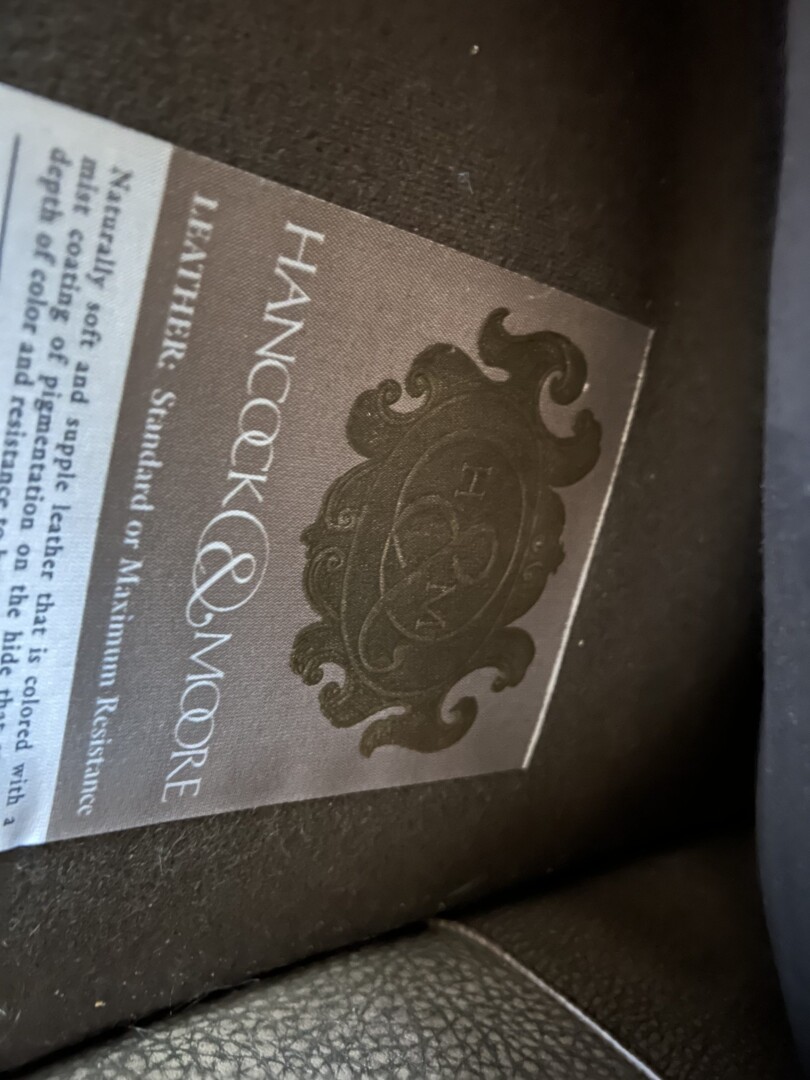 H & M
HANCOCK & MOORE
LEATHER: Standard or Maximum Resistance
Naturally soft and supple leather that is colored with a
mist coating of pigmentation on the hide that
depth of color and resistance to